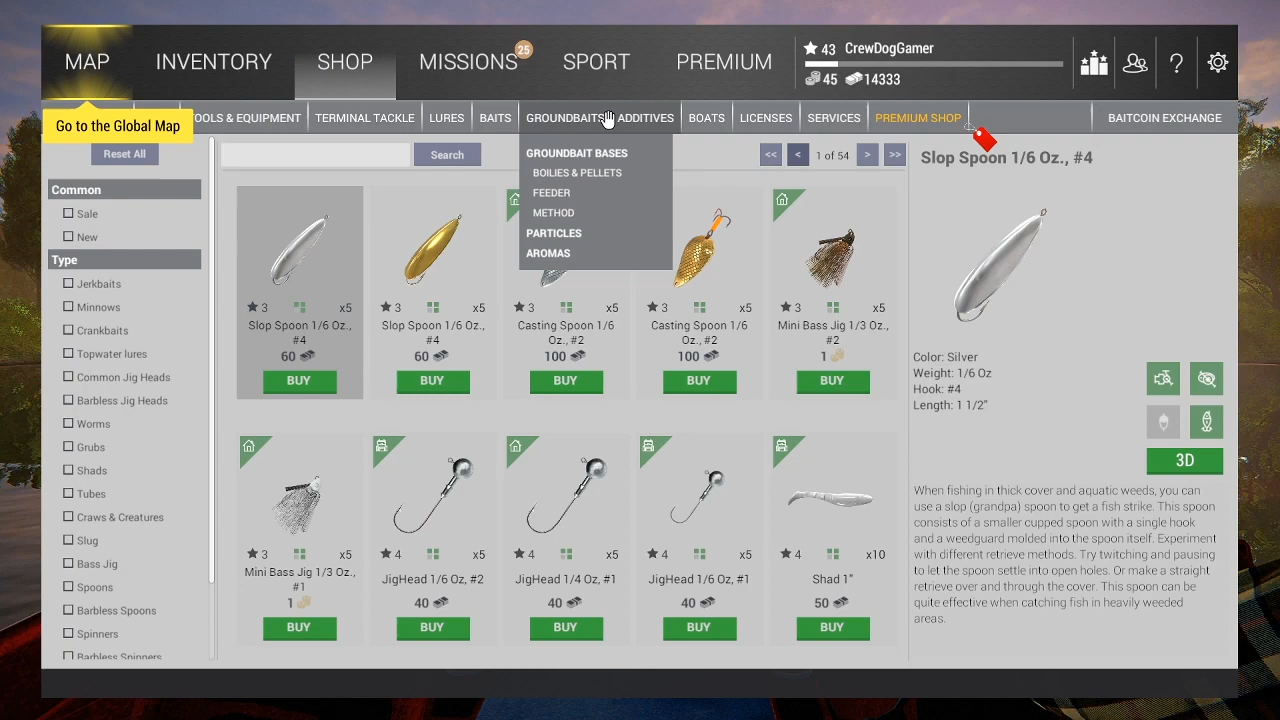 MAP
INVENTORY
SHOP
MISSIONS
25
SPORT
PREMIUM
43 CrewDogGamer
45 14333
?
Go to the Global Map
TOOLS & EQUIPMENT
TERMINAL TACKLE
LURES
BAITS
GROUNDBAITS ADDITIVES
BOATS
LICENSES
SERVICES
PREMIUM SHOP
BAITCOIN EXCHANGE
Reset All
Search
<<
<
1 of 54
>
>>
GROUNDBAIT BASES
BOILIES & PELLETS
FEEDER
METHOD
PARTICLES
AROMAS
Common
Sale
New
Type
Jerkbaits
Minnows
Crankbaits
Topwater lures
Common Jig Heads
Barbless Jig Heads
Worms
Grubs
Shads
Tubes
Craws & Creatures
Slug
Bass Jig
Spoons
Barbless Spoons
Spinners
Barbless Spinners
3 x5
Slop Spoon 1/6 Oz.,
#4
60
BUY
3 x5
Slop Spoon 1/6 Oz.,
#4
60
BUY
3 x5
Casting Spoon 1/6
Oz., #2
100
BUY
3 x5
Casting Spoon 1/6
Oz., #2
100
BUY
3 x5
Mini Bass Jig 1/3 Oz.,
#2
1
BUY
3 x5
Mini Bass Jig 1/3 Oz.,
#1
1
BUY
4 x5
JigHead 1/6 Oz, #2
40
BUY
4 x5
JigHead 1/4 Oz, #1
40
BUY
4 x5
JigHead 1/6 Oz, #1
40
BUY
4 x10
Shad 1"
50
BUY
Slop Spoon 1/6 Oz., #4
Color: Silver
Weight: 1/6 Oz
Hook: #4
Length: 1 1/2"
3D
When fishing in thick cover and aquatic weeds, you can
use a slop (grandpa) spoon to get a fish strike. This spoon
consists of a smaller cupped spoon with a single hook
and a weedguard molded into the spoon itself. Experiment
with different retrieve methods. Try twitching and pausing
to let the spoon settle into open holes. Or make a straight
retrieve over and through the cover. This spoon can be
quite effective when catching fish in heavily weeded
areas.